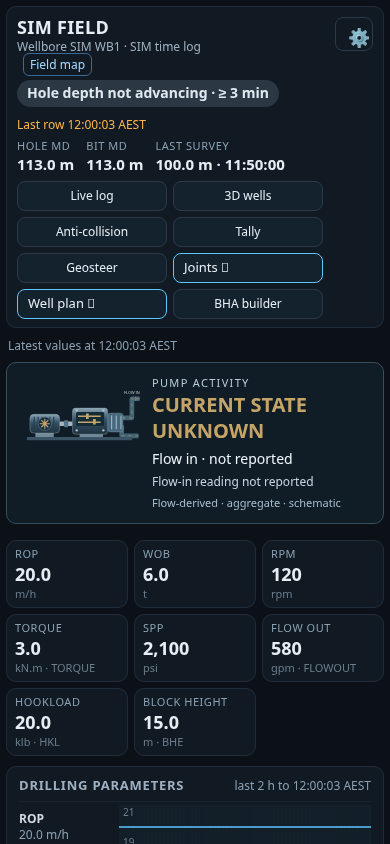 SIM FIELD
Wellbore SIM WB1 · SIM time log
Field map
Hole depth not advancing · ≥ 3 min
Last row 12:00:03 AEST
HOLE MD BIT MD LAST SURVEY
113.0 m 113.0 m 100.0 m · 11:50:00
Live log 3D wells
Anti-collision Tally
Geosteer Joints
Well plan BHA builder
Latest values at 12:00:03 AEST
FLOW IN
PUMP ACTIVITY
CURRENT STATE
UNKNOWN
Flow in · not reported
Flow-in reading not reported
Flow-derived · aggregate · schematic
ROP WOB RPM
20.0 6.0 120
m/h t rpm
TORQUE SPP FLOW OUT
3.0 2,100 580
kN.m · TORQUE psi gpm · FLOWOUT
HOOKLOAD BLOCK HEIGHT
20.0 15.0
klb · HKL m · BHE
DRILLING PARAMETERS last 2 h to 12:00:03 AEST
21
ROP
20.0 m/h
19